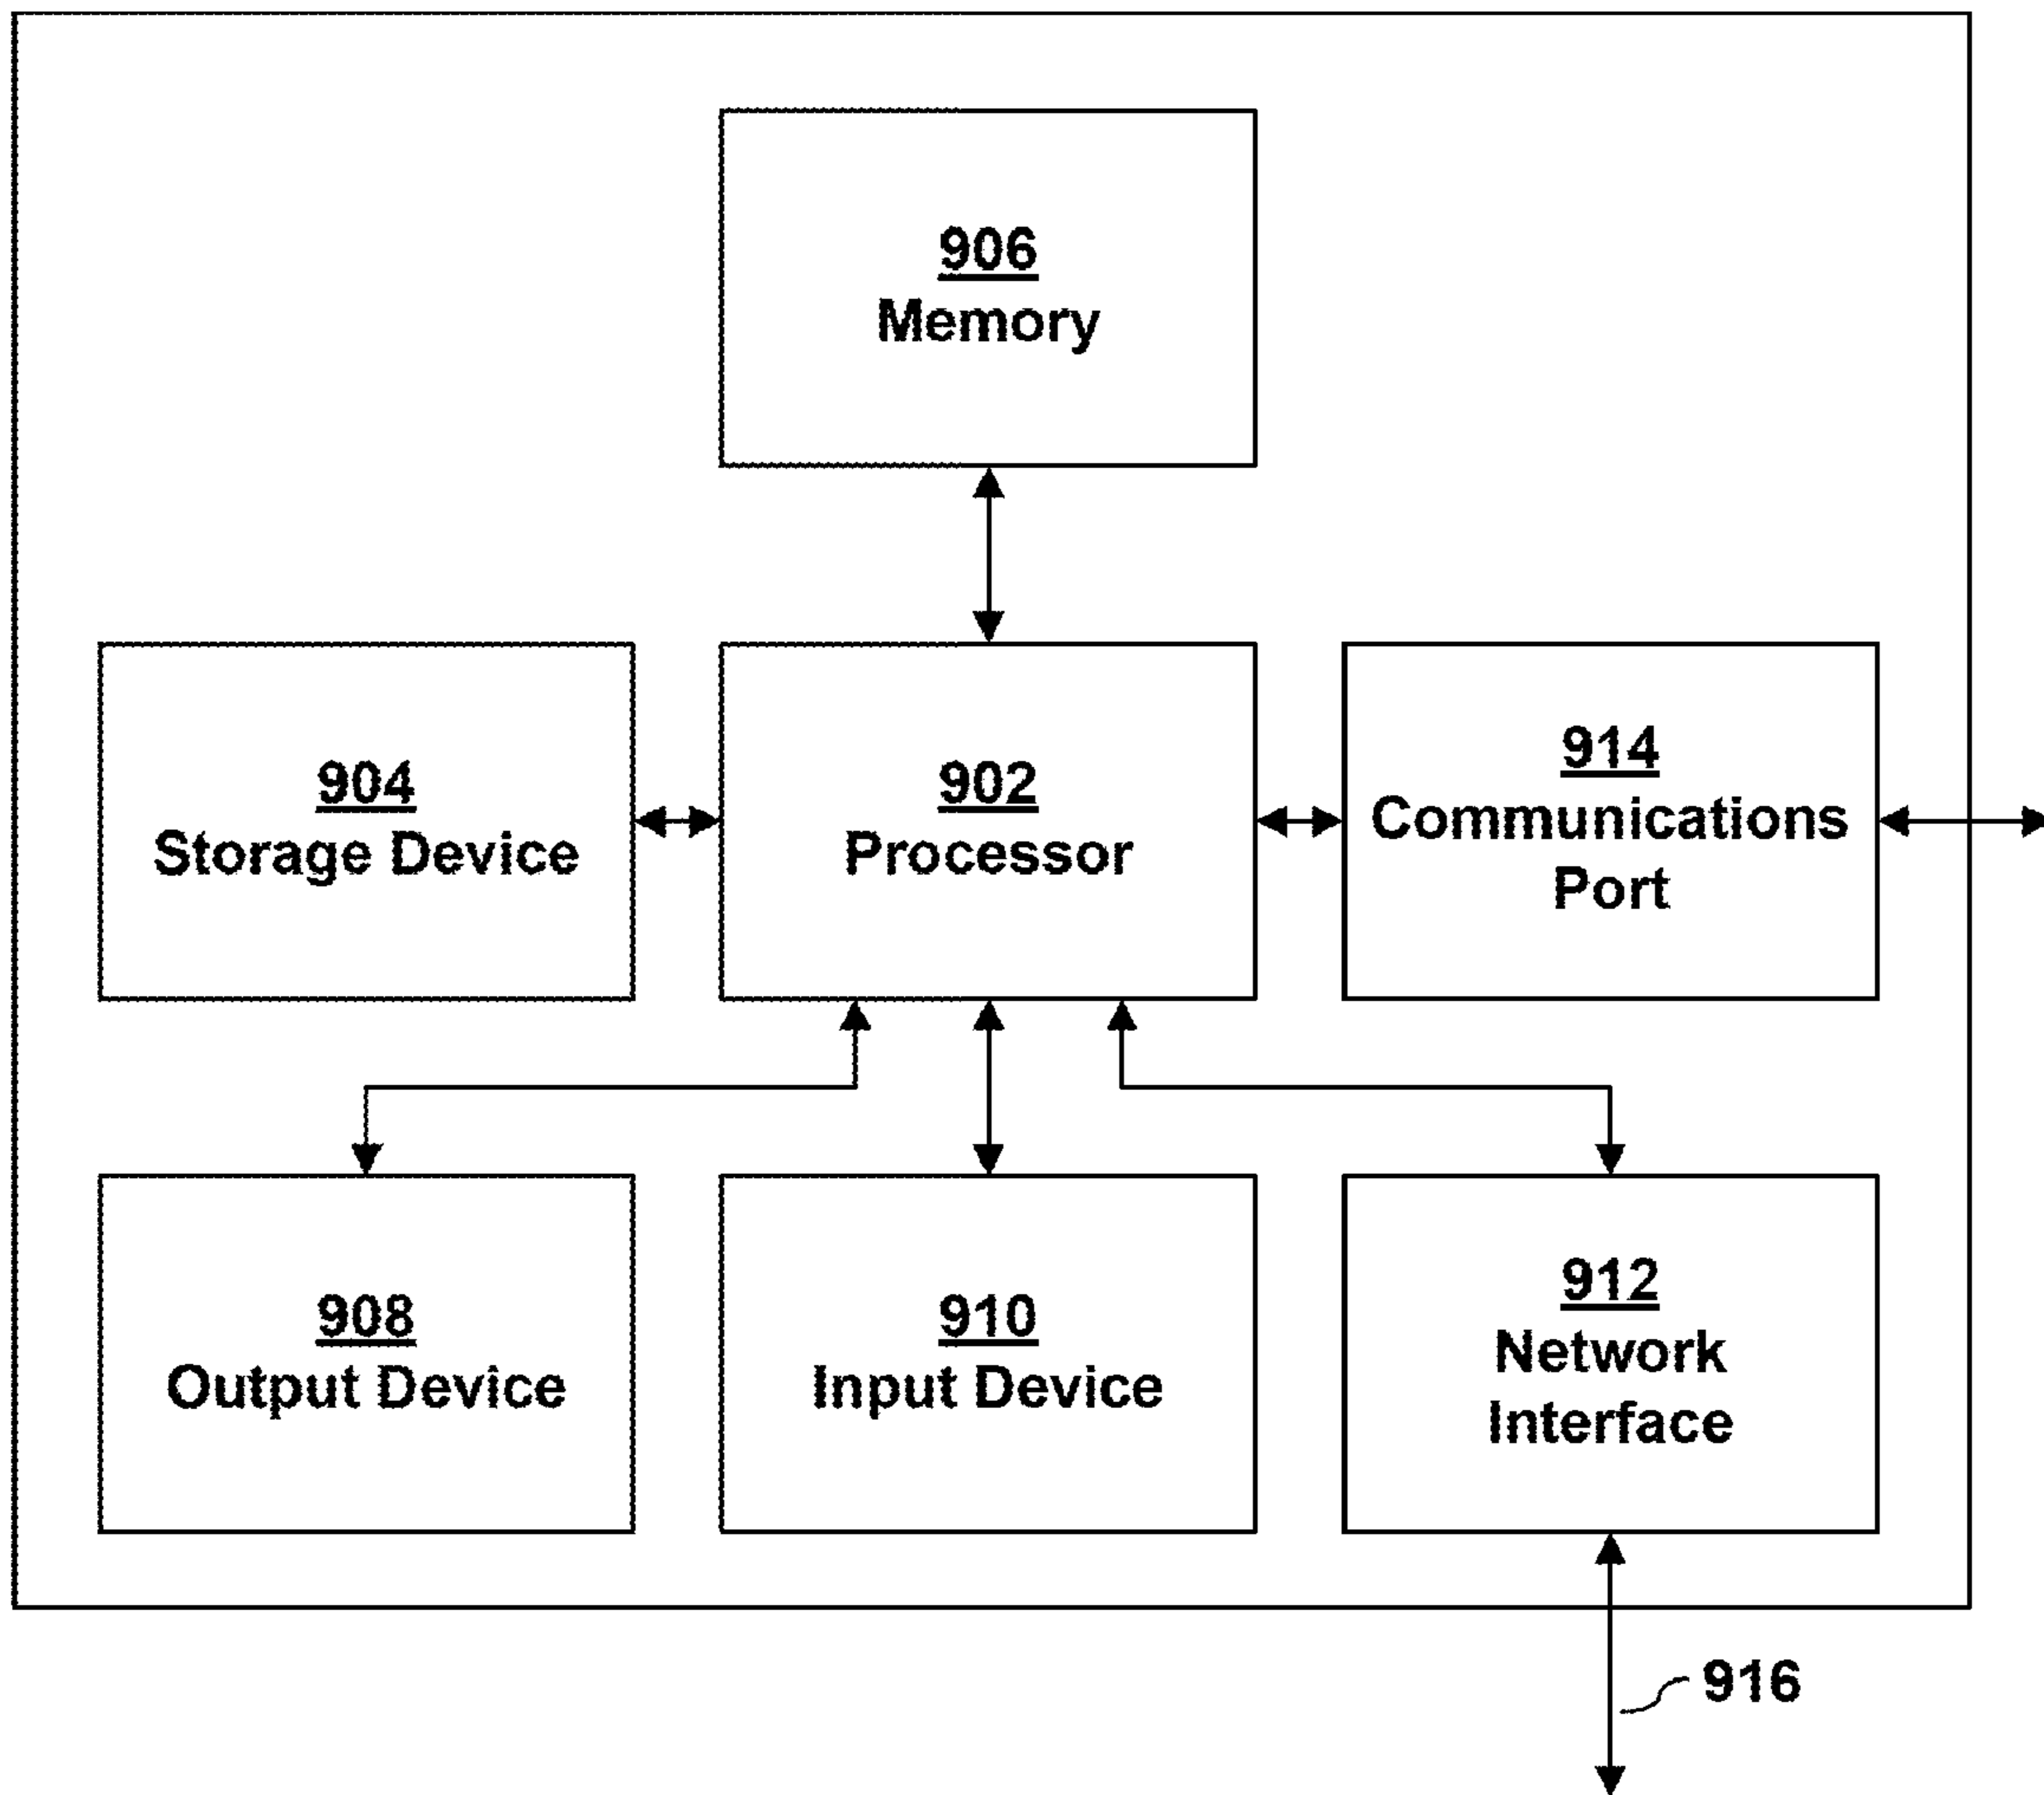 906
Memory
904
Storage Device
902
Processor
914
Communications
Port
908
Output Device
910
Input Device
912
Network
Interface
916